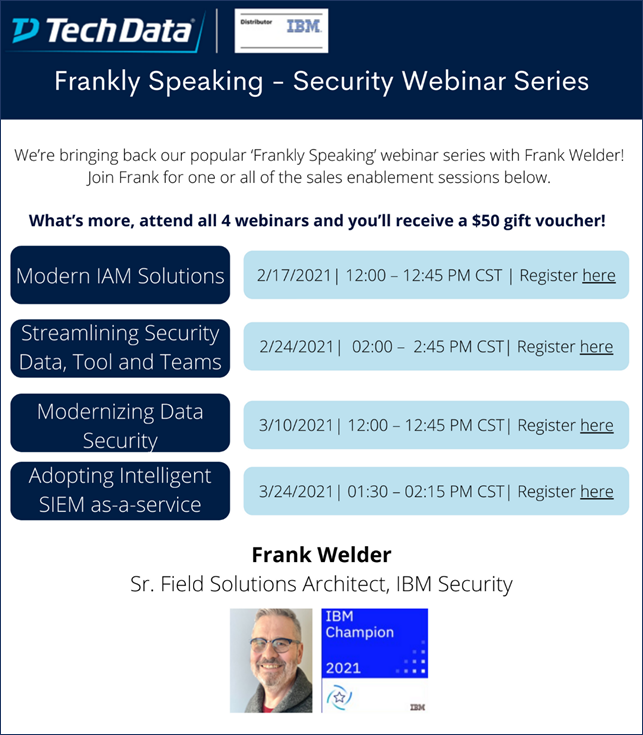 Tech Data
Distributor IBM
Frankly Speaking – Security Webinar Series
We're bringing back our popular 'Frankly Speaking' webinar series with Frank Welder!
Join Frank for one or all of the sales enablement sessions below.
What's more, attend all 4 webinars and you'll receive a $50 gift voucher!
Modern IAM Solutions
2/17/2021| 12:00 – 12:45 PM CST | Register here
Streamlining Security
Data, Tool and Teams
2/24/2021| 02:00 – 2:45 PM CST| Register here
Modernizing Data
Security
3/10/2021| 12:00 – 12:45 PM CST| Register here
Adopting Intelligent
SIEM as-a-service
3/24/2021| 01:30 – 02:15 PM CST| Register here
Frank Welder
Sr. Field Solutions Architect, IBM Security
IBM
Champion
2021
IBM